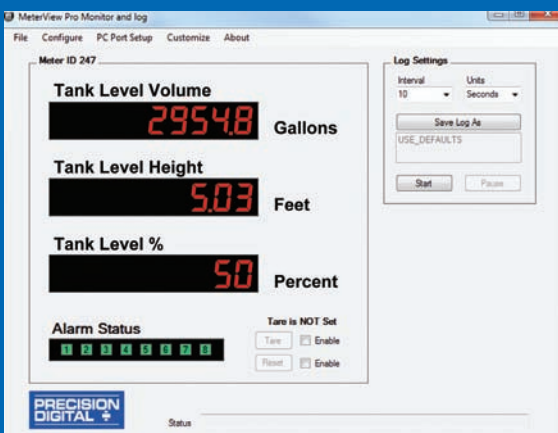 MeterView Pro Monitor and log
File Configure PC Port Setup Customize About
Meter ID 247
Tank Level Volume
2954.8 Gallons
Tank Level Height
5.03 Feet
Tank Level %
50 Percent
Alarm Status
1 2 3 4 5 6 7 8
Tare is NOT Set
Tare Enable
Reset Enable
Log Settings
Interval Units
10 Seconds
Save Log As
USE_DEFAULTS
Start Pause
PRECISION
DIGITAL
Status